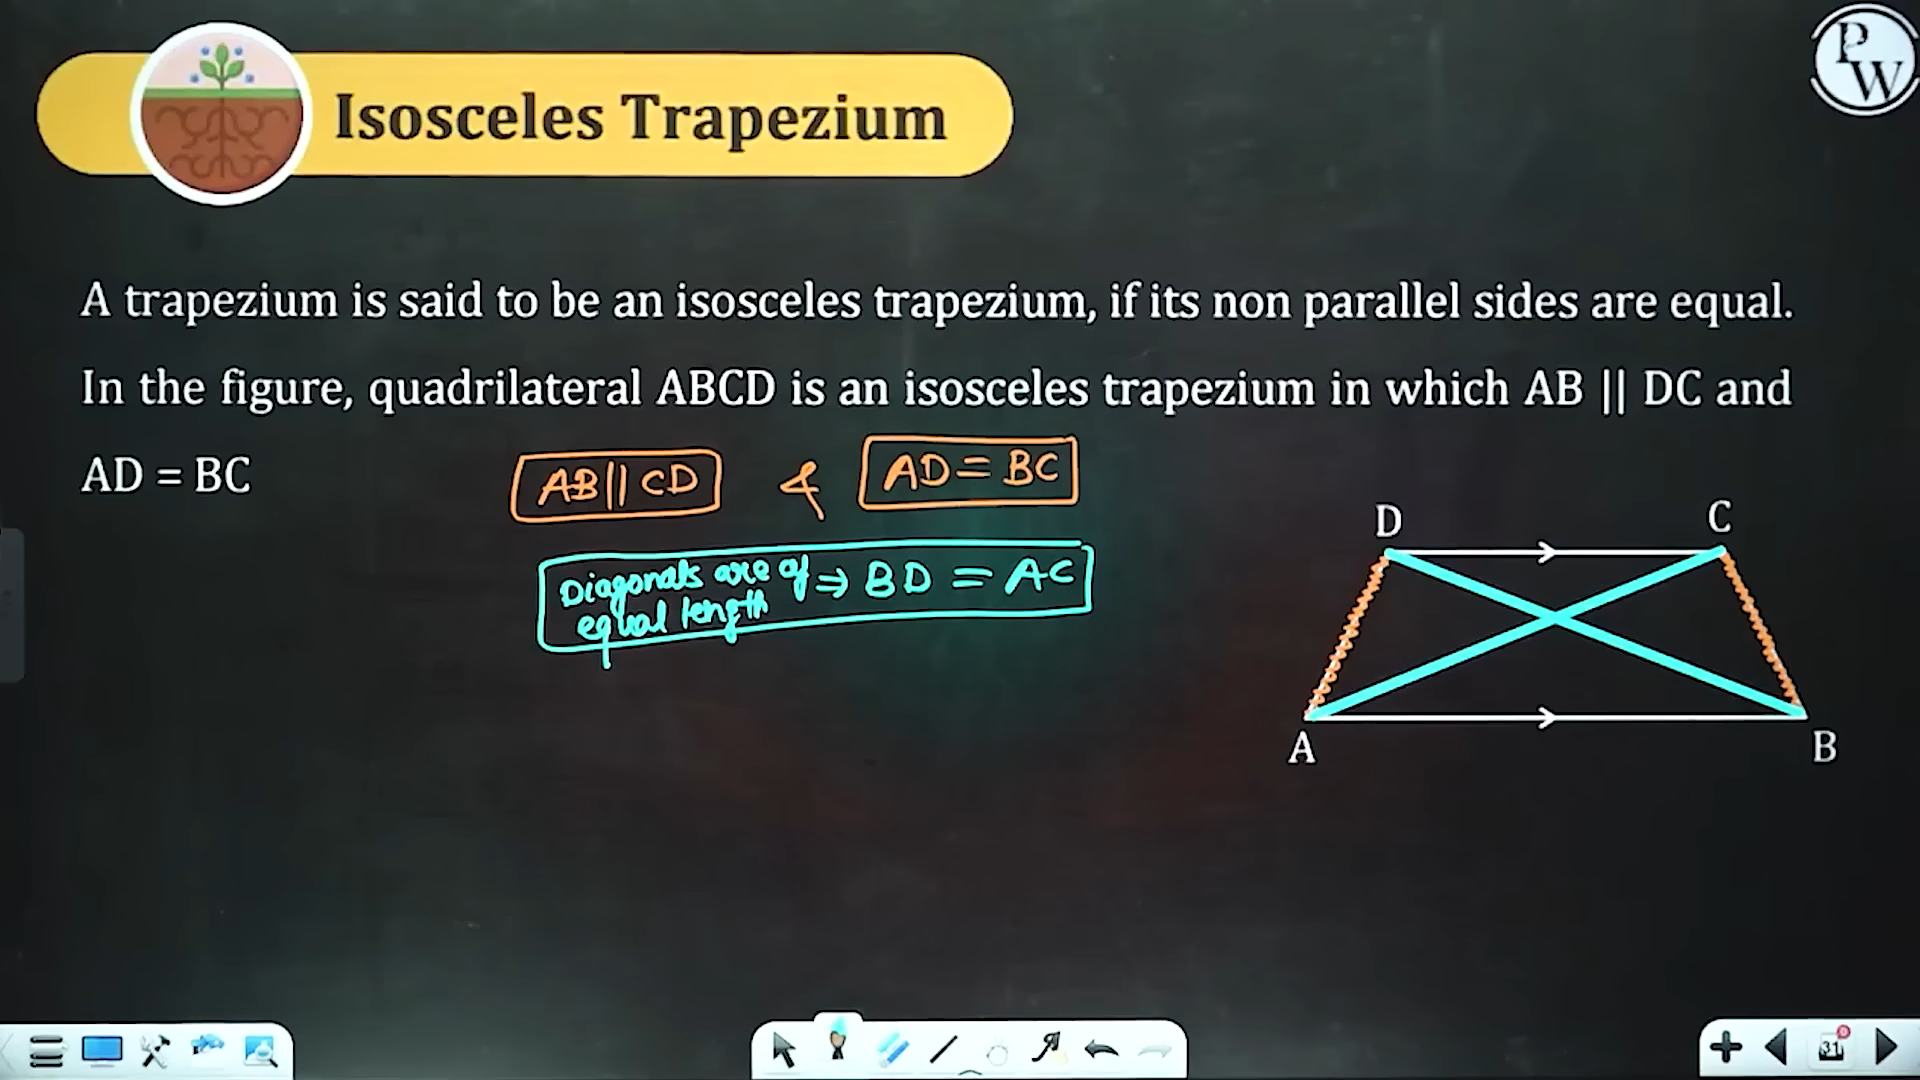 Isosceles Trapezium
PW
A trapezium is said to be an isosceles trapezium, if its non parallel sides are equal.
In the figure, quadrilateral ABCD is an isosceles trapezium in which AB || DC and
AD = BC
AB || CD & AD = BC
Diagonals are of ⇒ BD = AC
equal length
D C
A B
31